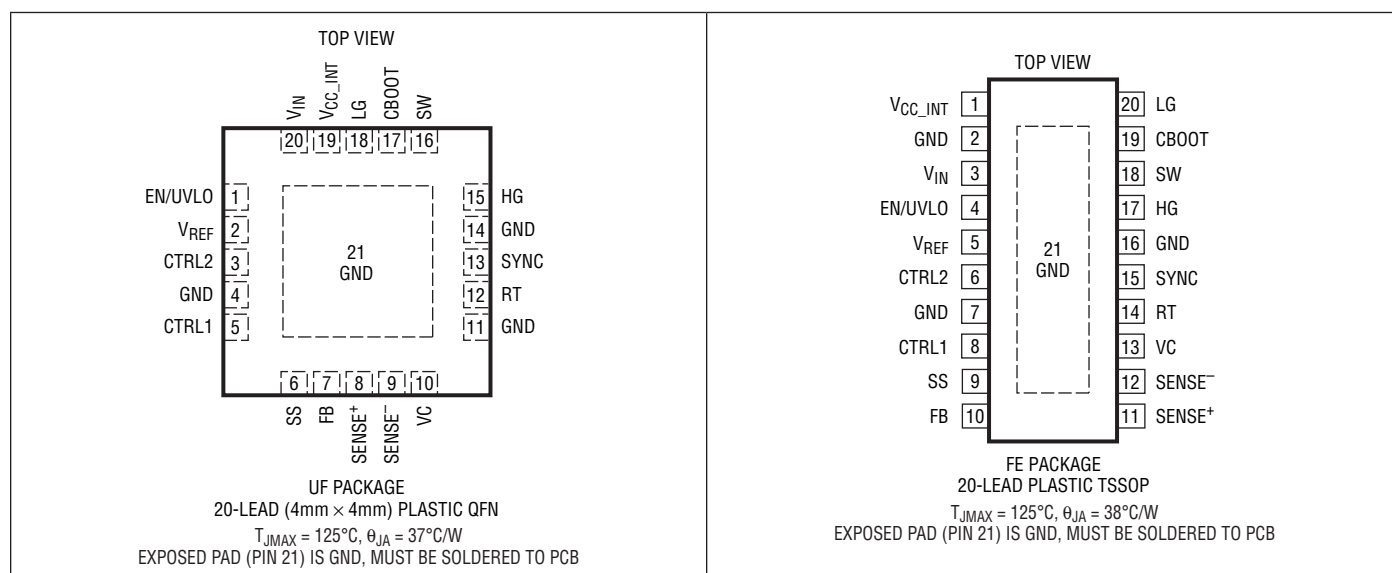 TOP VIEW
VIN
VCC_INT
LG
CBOOT
SW
20 19 18 17 16
EN/UVLO 1
VREF 2
CTRL2 3
GND 4
CTRL1 5
15 HG
14 GND
13 SYNC
12 RT
11 GND
21
GND
6 7 8 9 10
SS
FB
SENSE+
SENSE–
VC
UF PACKAGE
20-LEAD (4mm × 4mm) PLASTIC QFN
TJMAX = 125°C, θJA = 37°C/W
EXPOSED PAD (PIN 21) IS GND, MUST BE SOLDERED TO PCB
TOP VIEW
VCC_INT 1
GND 2
VIN 3
EN/UVLO 4
VREF 5
CTRL2 6
GND 7
CTRL1 8
SS 9
FB 10
21
GND
20 LG
19 CBOOT
18 SW
17 HG
16 GND
15 SYNC
14 RT
13 VC
12 SENSE–
11 SENSE+
FE PACKAGE
20-LEAD PLASTIC TSSOP
TJMAX = 125°C, θJA = 38°C/W
EXPOSED PAD (PIN 21) IS GND, MUST BE SOLDERED TO PCB